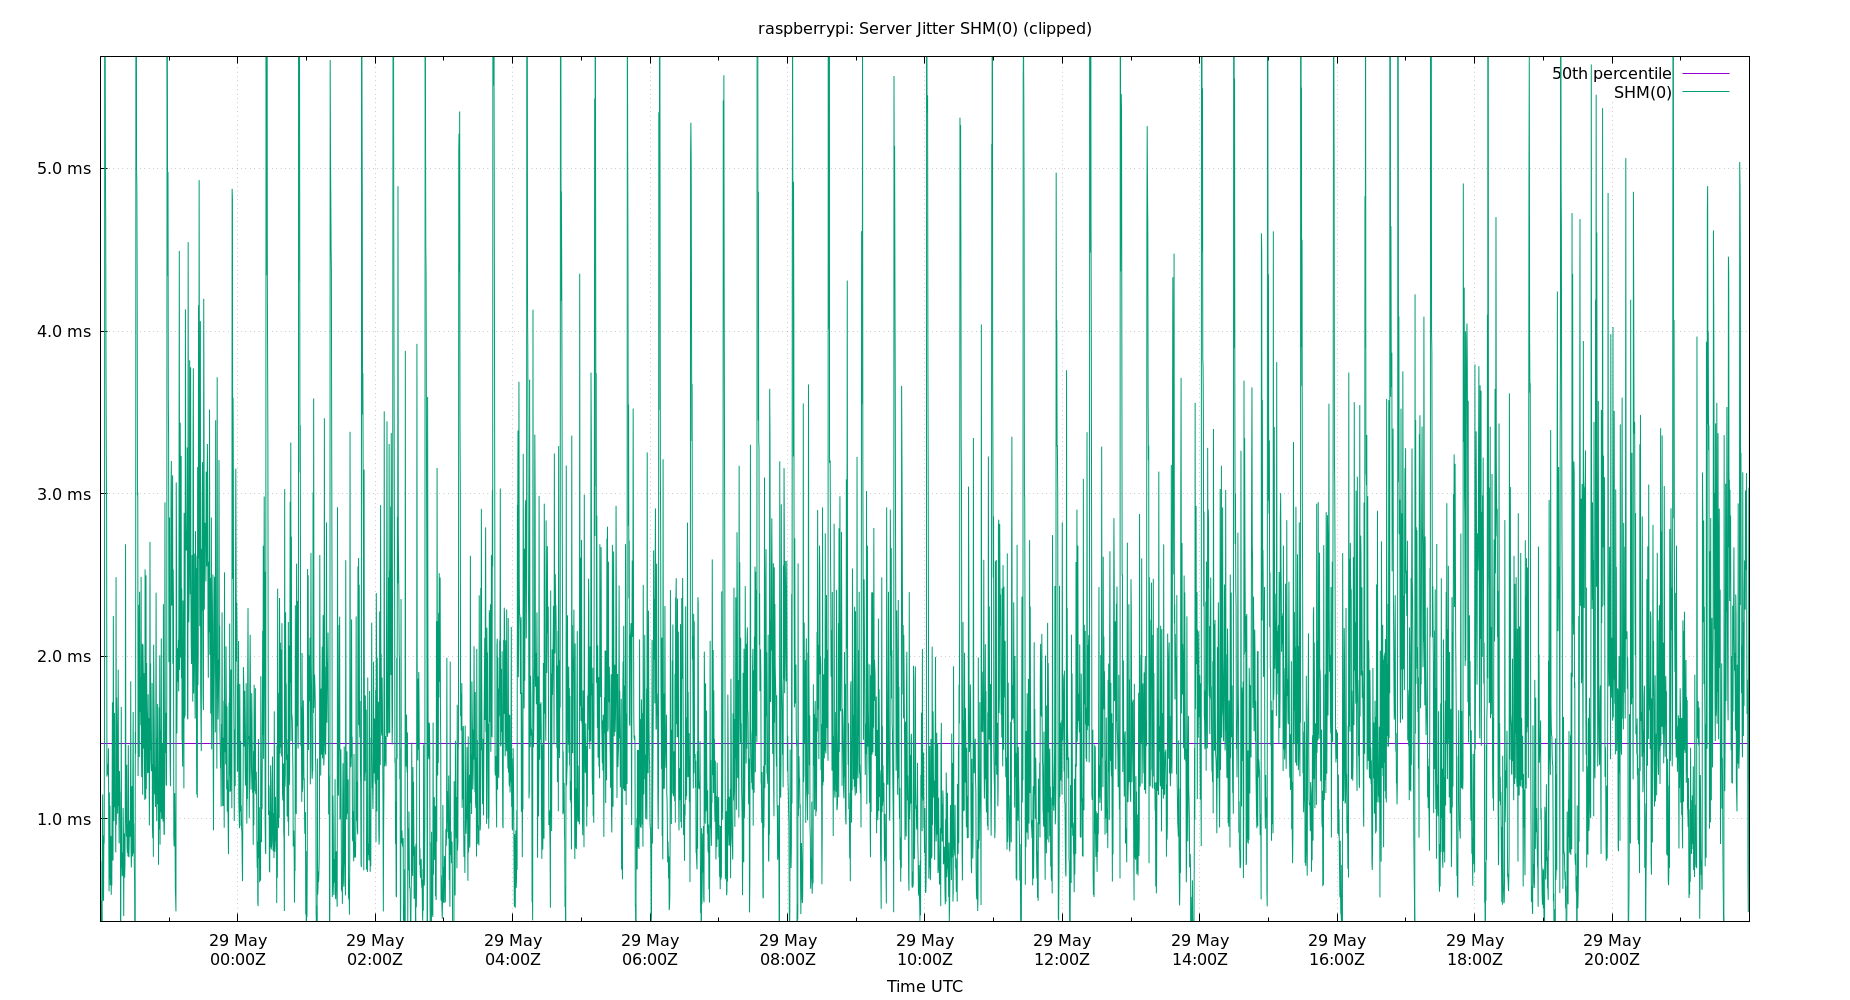 raspberrypi: Server Jitter SHM(0) (clipped)
50th percentile
SHM(0)
5.0 ms
4.0 ms
3.0 ms
2.0 ms
1.0 ms
29 May 29 May 29 May 29 May 29 May 29 May 29 May 29 May 29 May 29 May 29 May
00:00Z 02:00Z 04:00Z 06:00Z 08:00Z 10:00Z 12:00Z 14:00Z 16:00Z 18:00Z 20:00Z
Time UTC